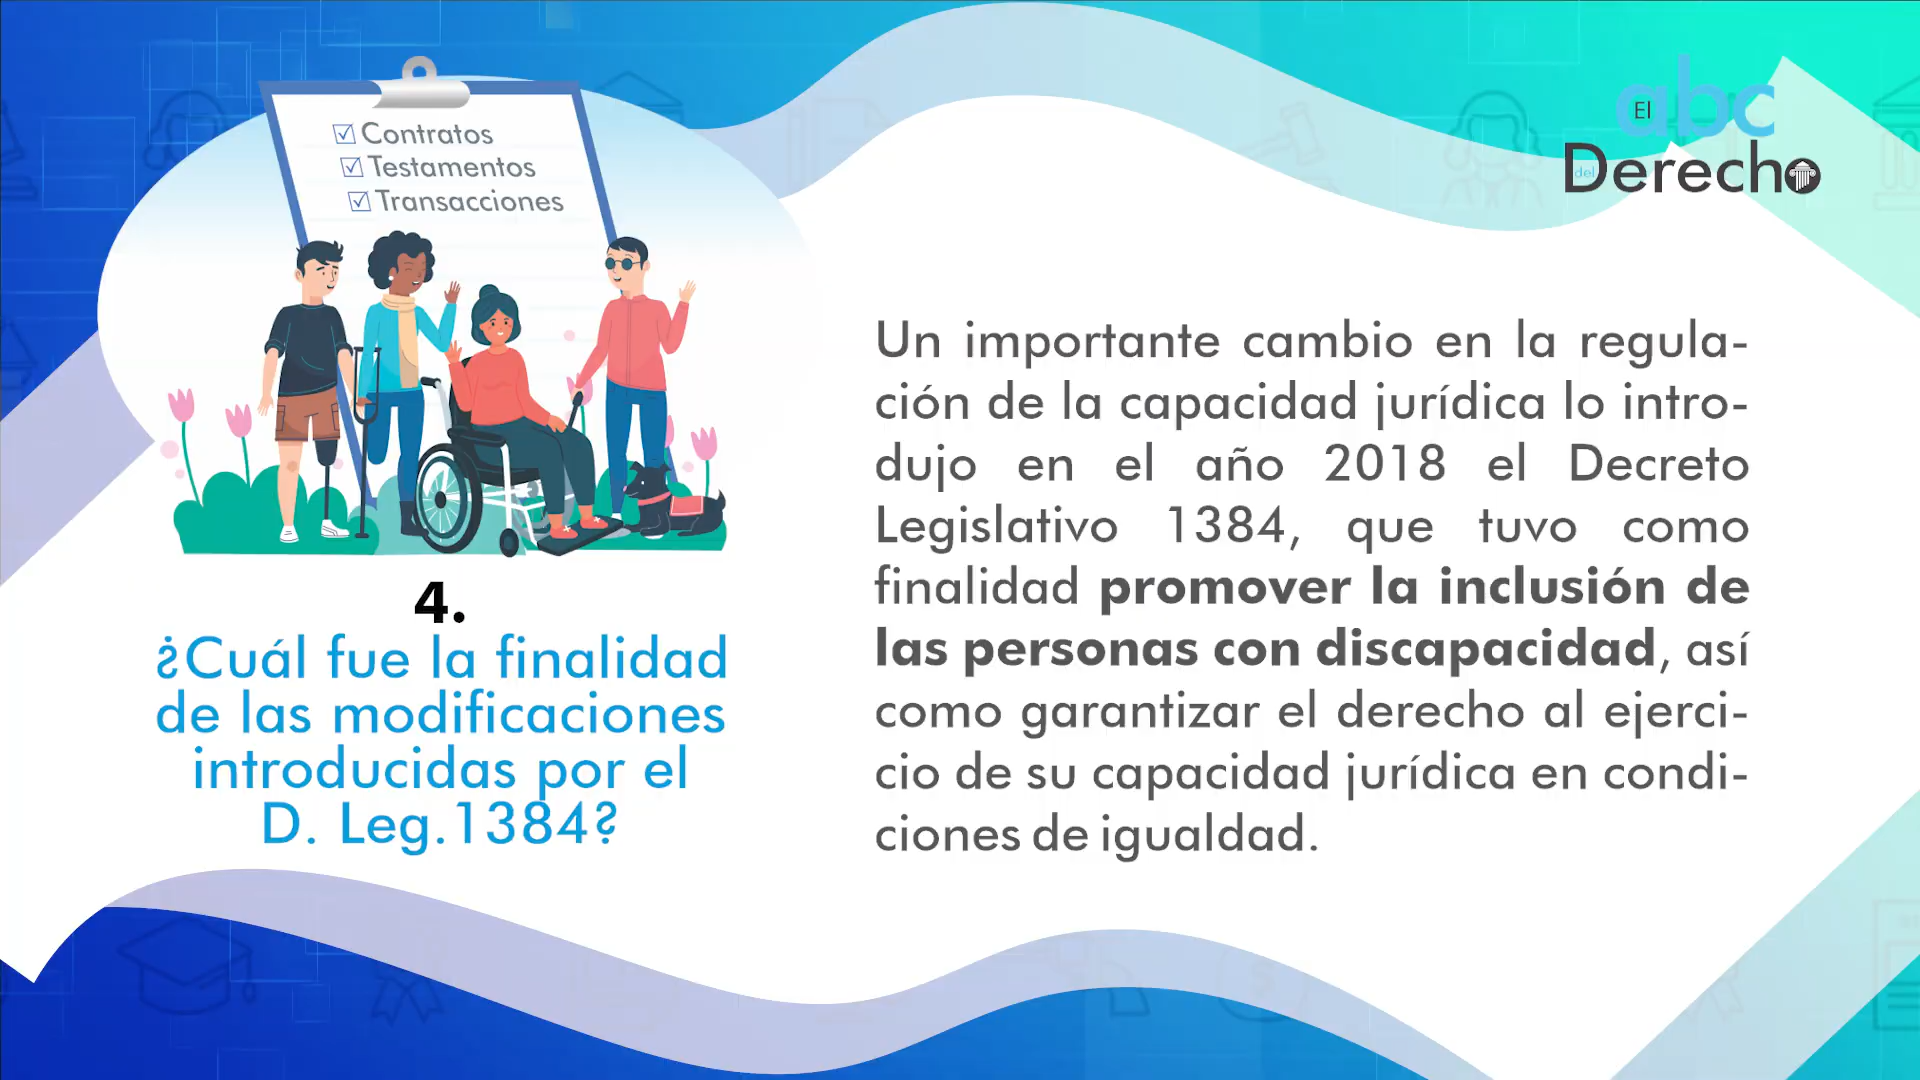 Contratos
Testamentos
Transacciones
4.
¿Cuál fue la finalidad
de las modificaciones
introducidas por el
D. Leg.1384?
El abc
del Derecho
Un importante cambio en la regula-
ción de la capacidad jurídica lo intro-
dujo en el año 2018 el Decreto
Legislativo 1384, que tuvo como
finalidad promover la inclusión de
las personas con discapacidad, así
como garantizar el derecho al ejerci-
cio de su capacidad jurídica en condi-
ciones de igualdad.